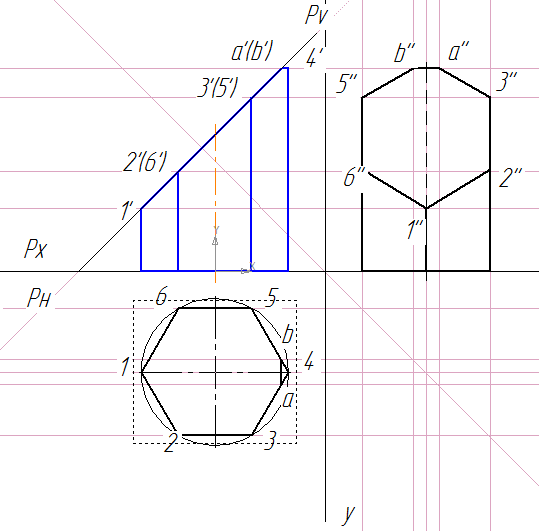 Pv
a'(b')
4'
b"
a"
3'(5')
5"
3"
2'(6')
6"
2"
1'
1"
Y
X
Px
Pн
6
5
b
1
4
a
2
3
y